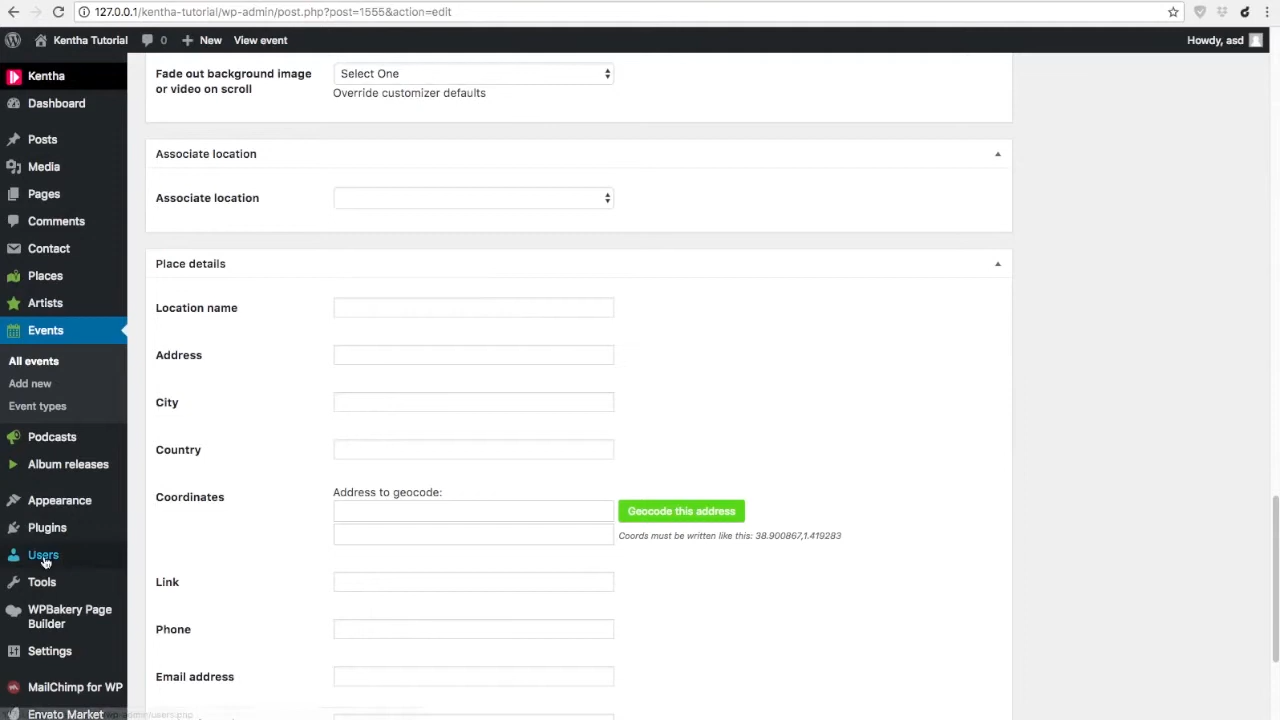 127.0.0.1/kentha-tutorial/wp-admin/post.php?post=1555&action=edit
Kentha Tutorial 0 New View event Howdy, asd
Kentha
Dashboard
Posts
Media
Pages
Comments
Contact
Places
Artists
Events
All events
Add new
Event types
Podcasts
Album releases
Appearance
Plugins
Users
Tools
WPBakery Page
Builder
Settings
MailChimp for WP
Envato Market
Fade out background image
or video on scroll
Select One
Override customizer defaults
Associate location
Associate location
Place details
Location name
Address
City
Country
Coordinates
Address to geocode:
Geocode this address
Coords must be written like this: 38.900867,1.419283
Link
Phone
Email address